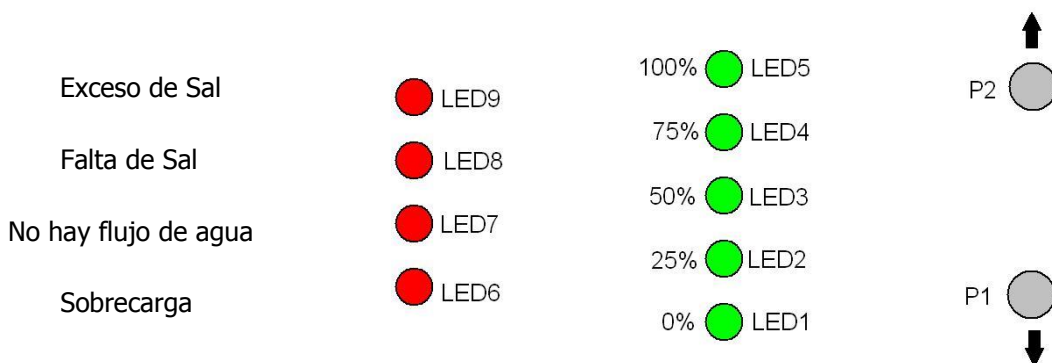 Exceso de Sal
Falta de Sal
No hay flujo de agua
Sobrecarga
LED9
LED8
LED7
LED6
100% LED5
75% LED4
50% LED3
25% LED2
0% LED1
P2
P1